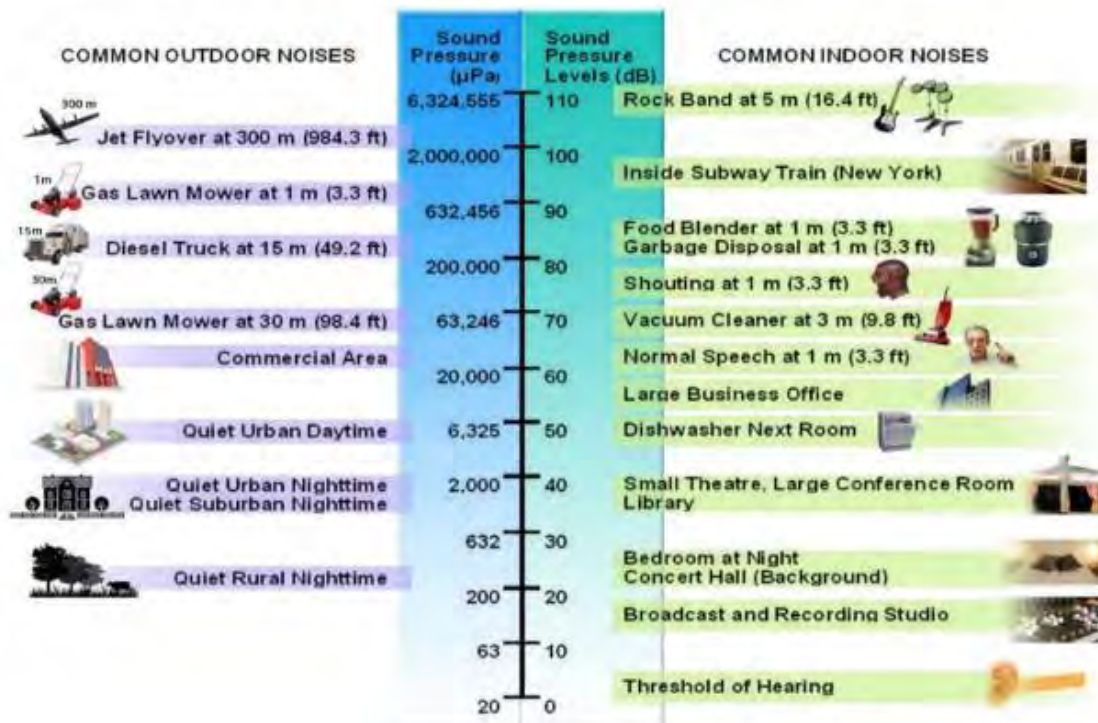 COMMON OUTDOOR NOISES
Sound
Pressure
(µPa)
Sound
Pressure
Levels (dB)
COMMON INDOOR NOISES
6,324,555
110
Rock Band at 5 m (16.4 ft)
300 m
Jet Flyover at 300 m (984.3 ft)
2,000,000
100
Inside Subway Train (New York)
1m
Gas Lawn Mower at 1 m (3.3 ft)
632,456
90
Food Blender at 1 m (3.3 ft)
Garbage Disposal at 1 m (3.3 ft)
15m
Diesel Truck at 15 m (49.2 ft)
200,000
80
Shouting at 1 m (3.3 ft)
30m
Gas Lawn Mower at 30 m (98.4 ft)
63,246
70
Vacuum Cleaner at 3 m (9.8 ft)
Commercial Area
Normal Speech at 1 m (3.3 ft)
20,000
60
Large Business Office
Quiet Urban Daytime
6,325
50
Dishwasher Next Room
Quiet Urban Nighttime
Quiet Suburban Nighttime
2,000
40
Small Theatre, Large Conference Room
Library
632
30
Bedroom at Night
Concert Hall (Background)
Quiet Rural Nighttime
200
20
Broadcast and Recording Studio
63
10
Threshold of Hearing
20
0